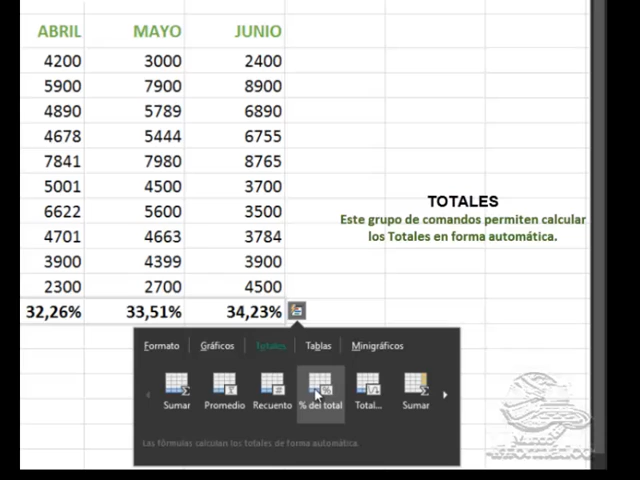 ABRIL MAYO JUNIO
4200 3000 2400
5900 7900 8900
4890 5789 6890
4678 5444 6755
7841 7980 8765
5001 4500 3700
TOTALES
6622 5600 3500
Este grupo de comandos permiten calcular
4701 4663 3784
los Totales en forma automática.
3900 4399 3900
2300 2700 4500
32,26% 33,51% 34,23%
Formato Gráficos Totales Tablas Minigráficos
Sumar Promedio Recuento % del total Total... Sumar
Las fórmulas calculan los totales de forma automática.